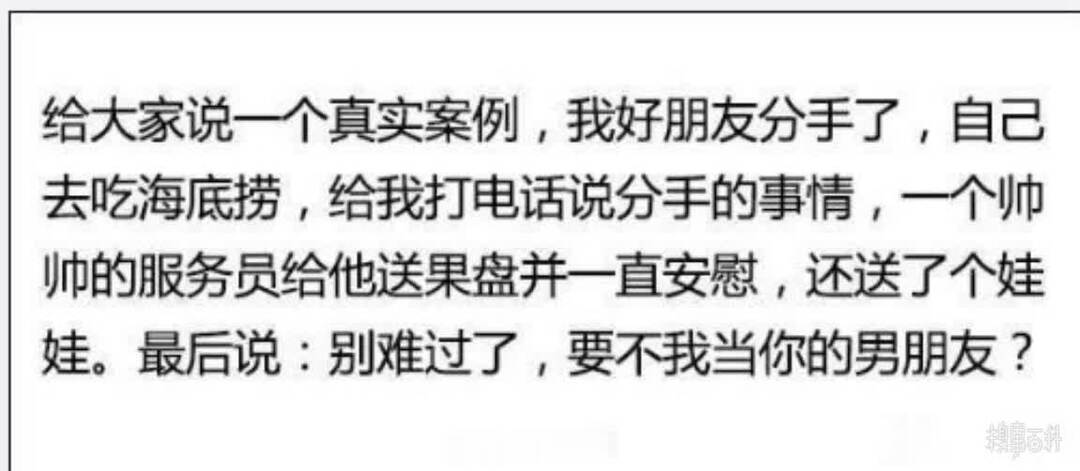 给大家说一个真实案例，我好朋友分手了，自己
去吃海底捞，给我打电话说分手的事情，一个帅
帅的服务员给他送果盘并一直安慰，还送了个娃
娃。最后说：别难过了，要不我当你的男朋友？